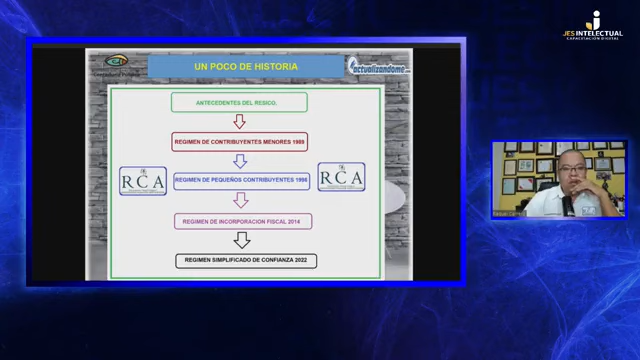 JES INTELECTUAL
CAPACITACIÓN DIGITAL
UN POCO DE HISTORIA
actualizandome.com
ANTECEDENTES DEL RESICO.
REGIMEN DE CONTRIBUYENTES MENORES 1989
RCA
REGIMEN DE PEQUEÑOS CONTRIBUYENTES 1998
RCA
REGIMEN DE INCORPORACION FISCAL 2014
REGIMEN SIMPLIFICADO DE CONFIANZA 2022